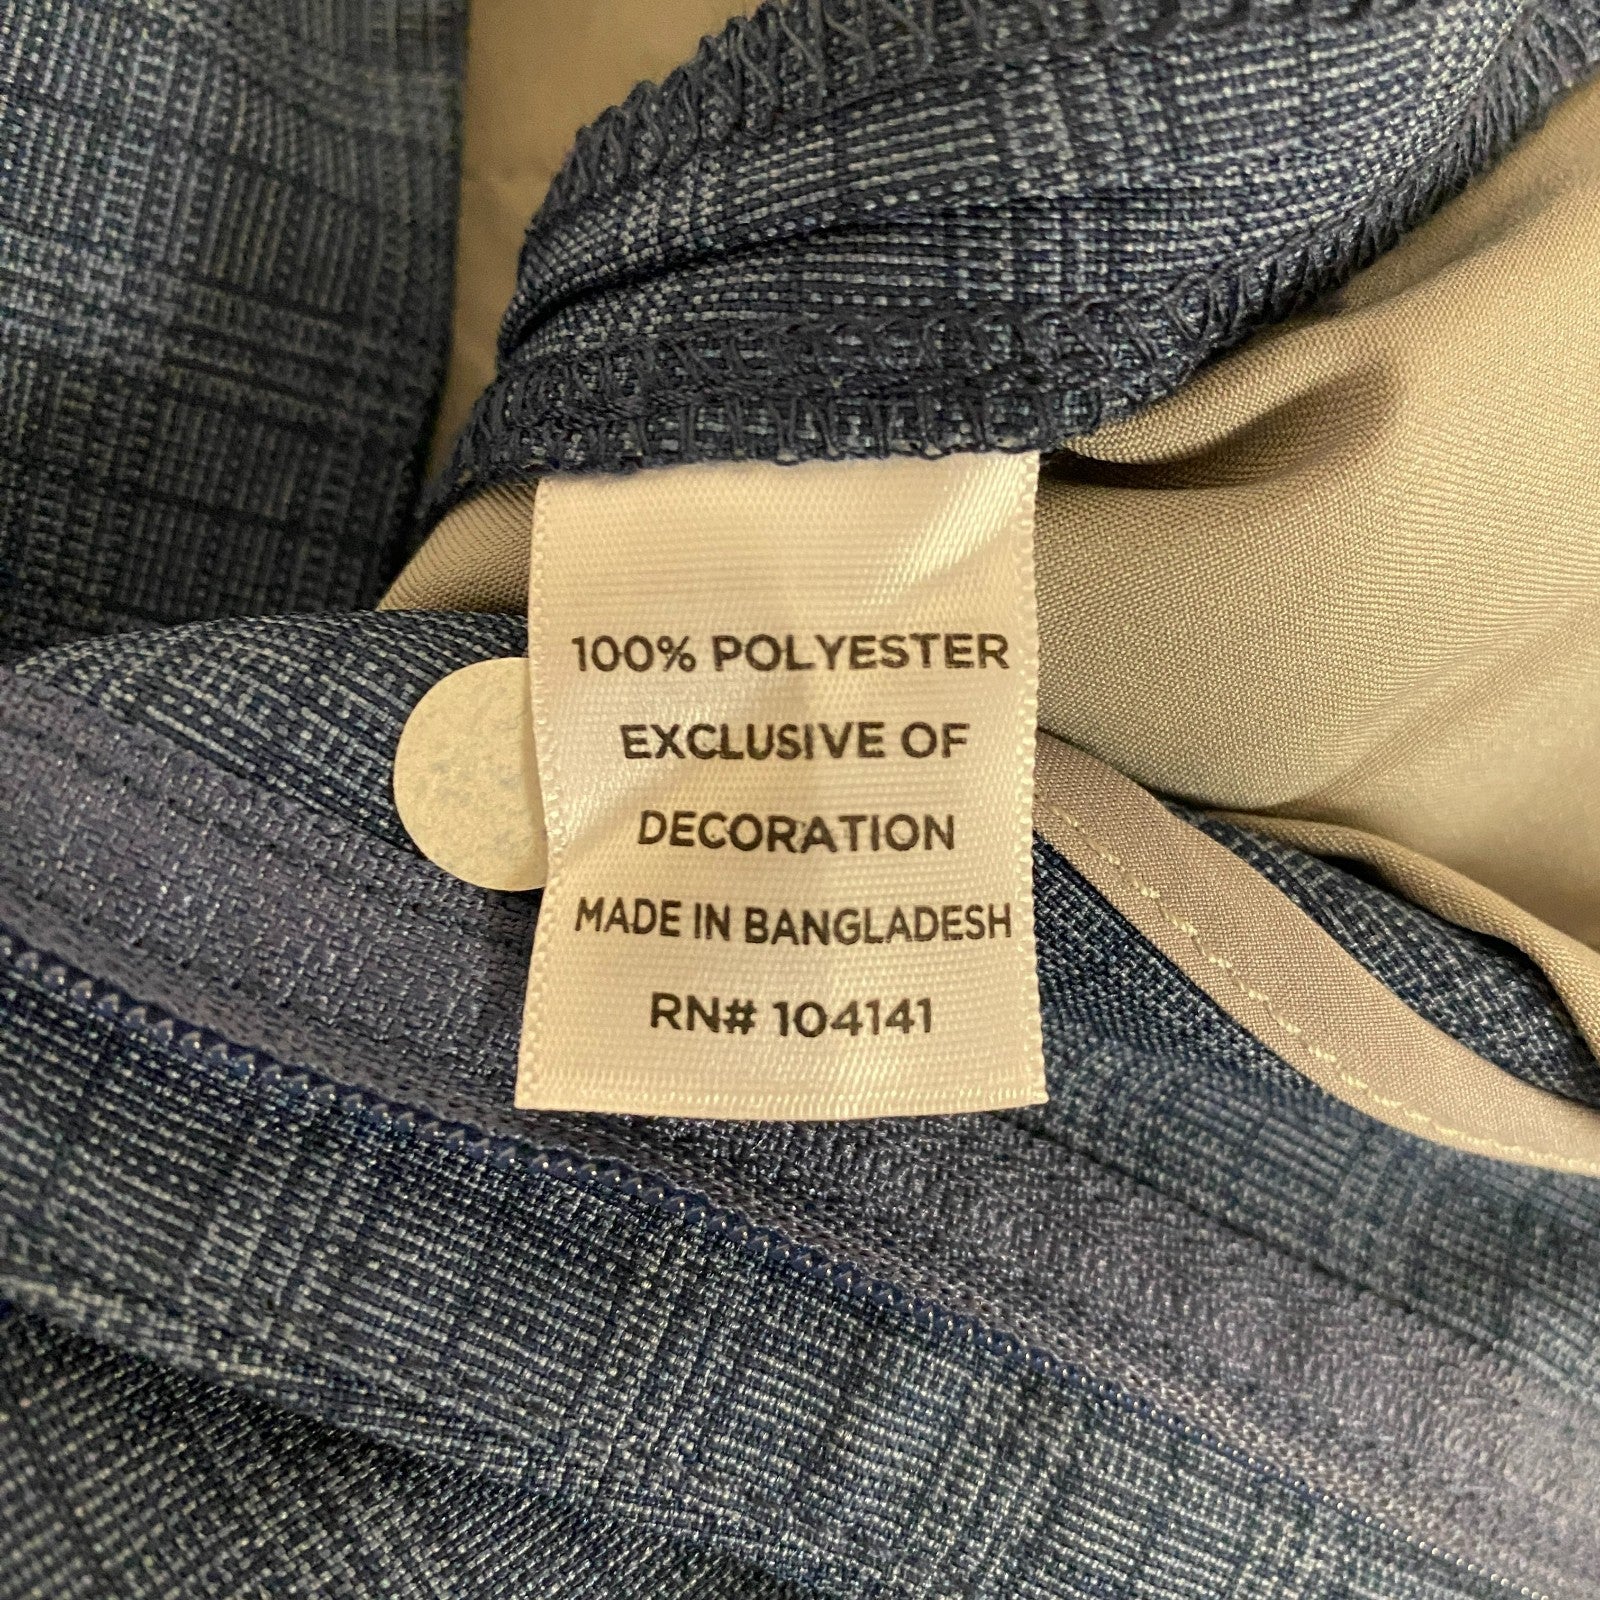 100% POLYESTER
EXCLUSIVE OF
DECORATION
MADE IN BANGLADESH
RN# 104141